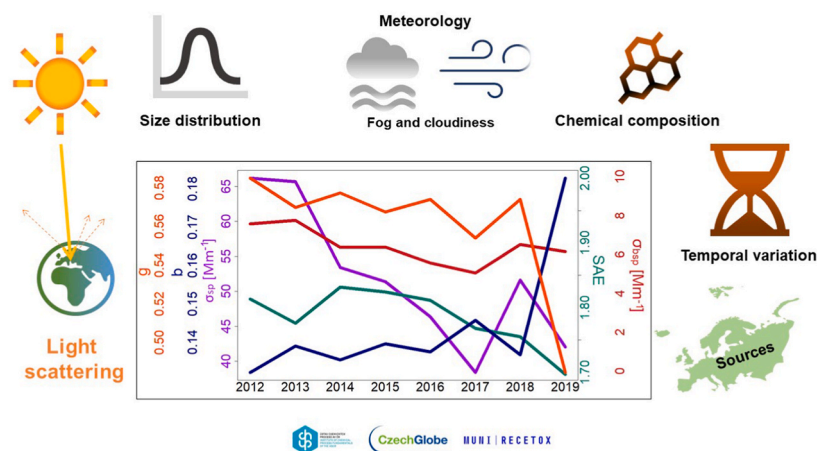 Meteorology
Size distribution
Fog and cloudiness
Chemical composition
Temporal variation
Light
scattering
Sources
g
0.58
0.56
0.54
0.52
0.50
b
0.18
0.17
0.16
0.15
0.14
σsp [Mm⁻¹]
65
60
55
50
45
40
SAE
2.00
1.90
1.80
1.70
σbsp [Mm⁻¹]
10
8
6
4
2
0
2012 2013 2014 2015 2016 2017 2018 2019
CzechGlobe
MUNI | RECETOX